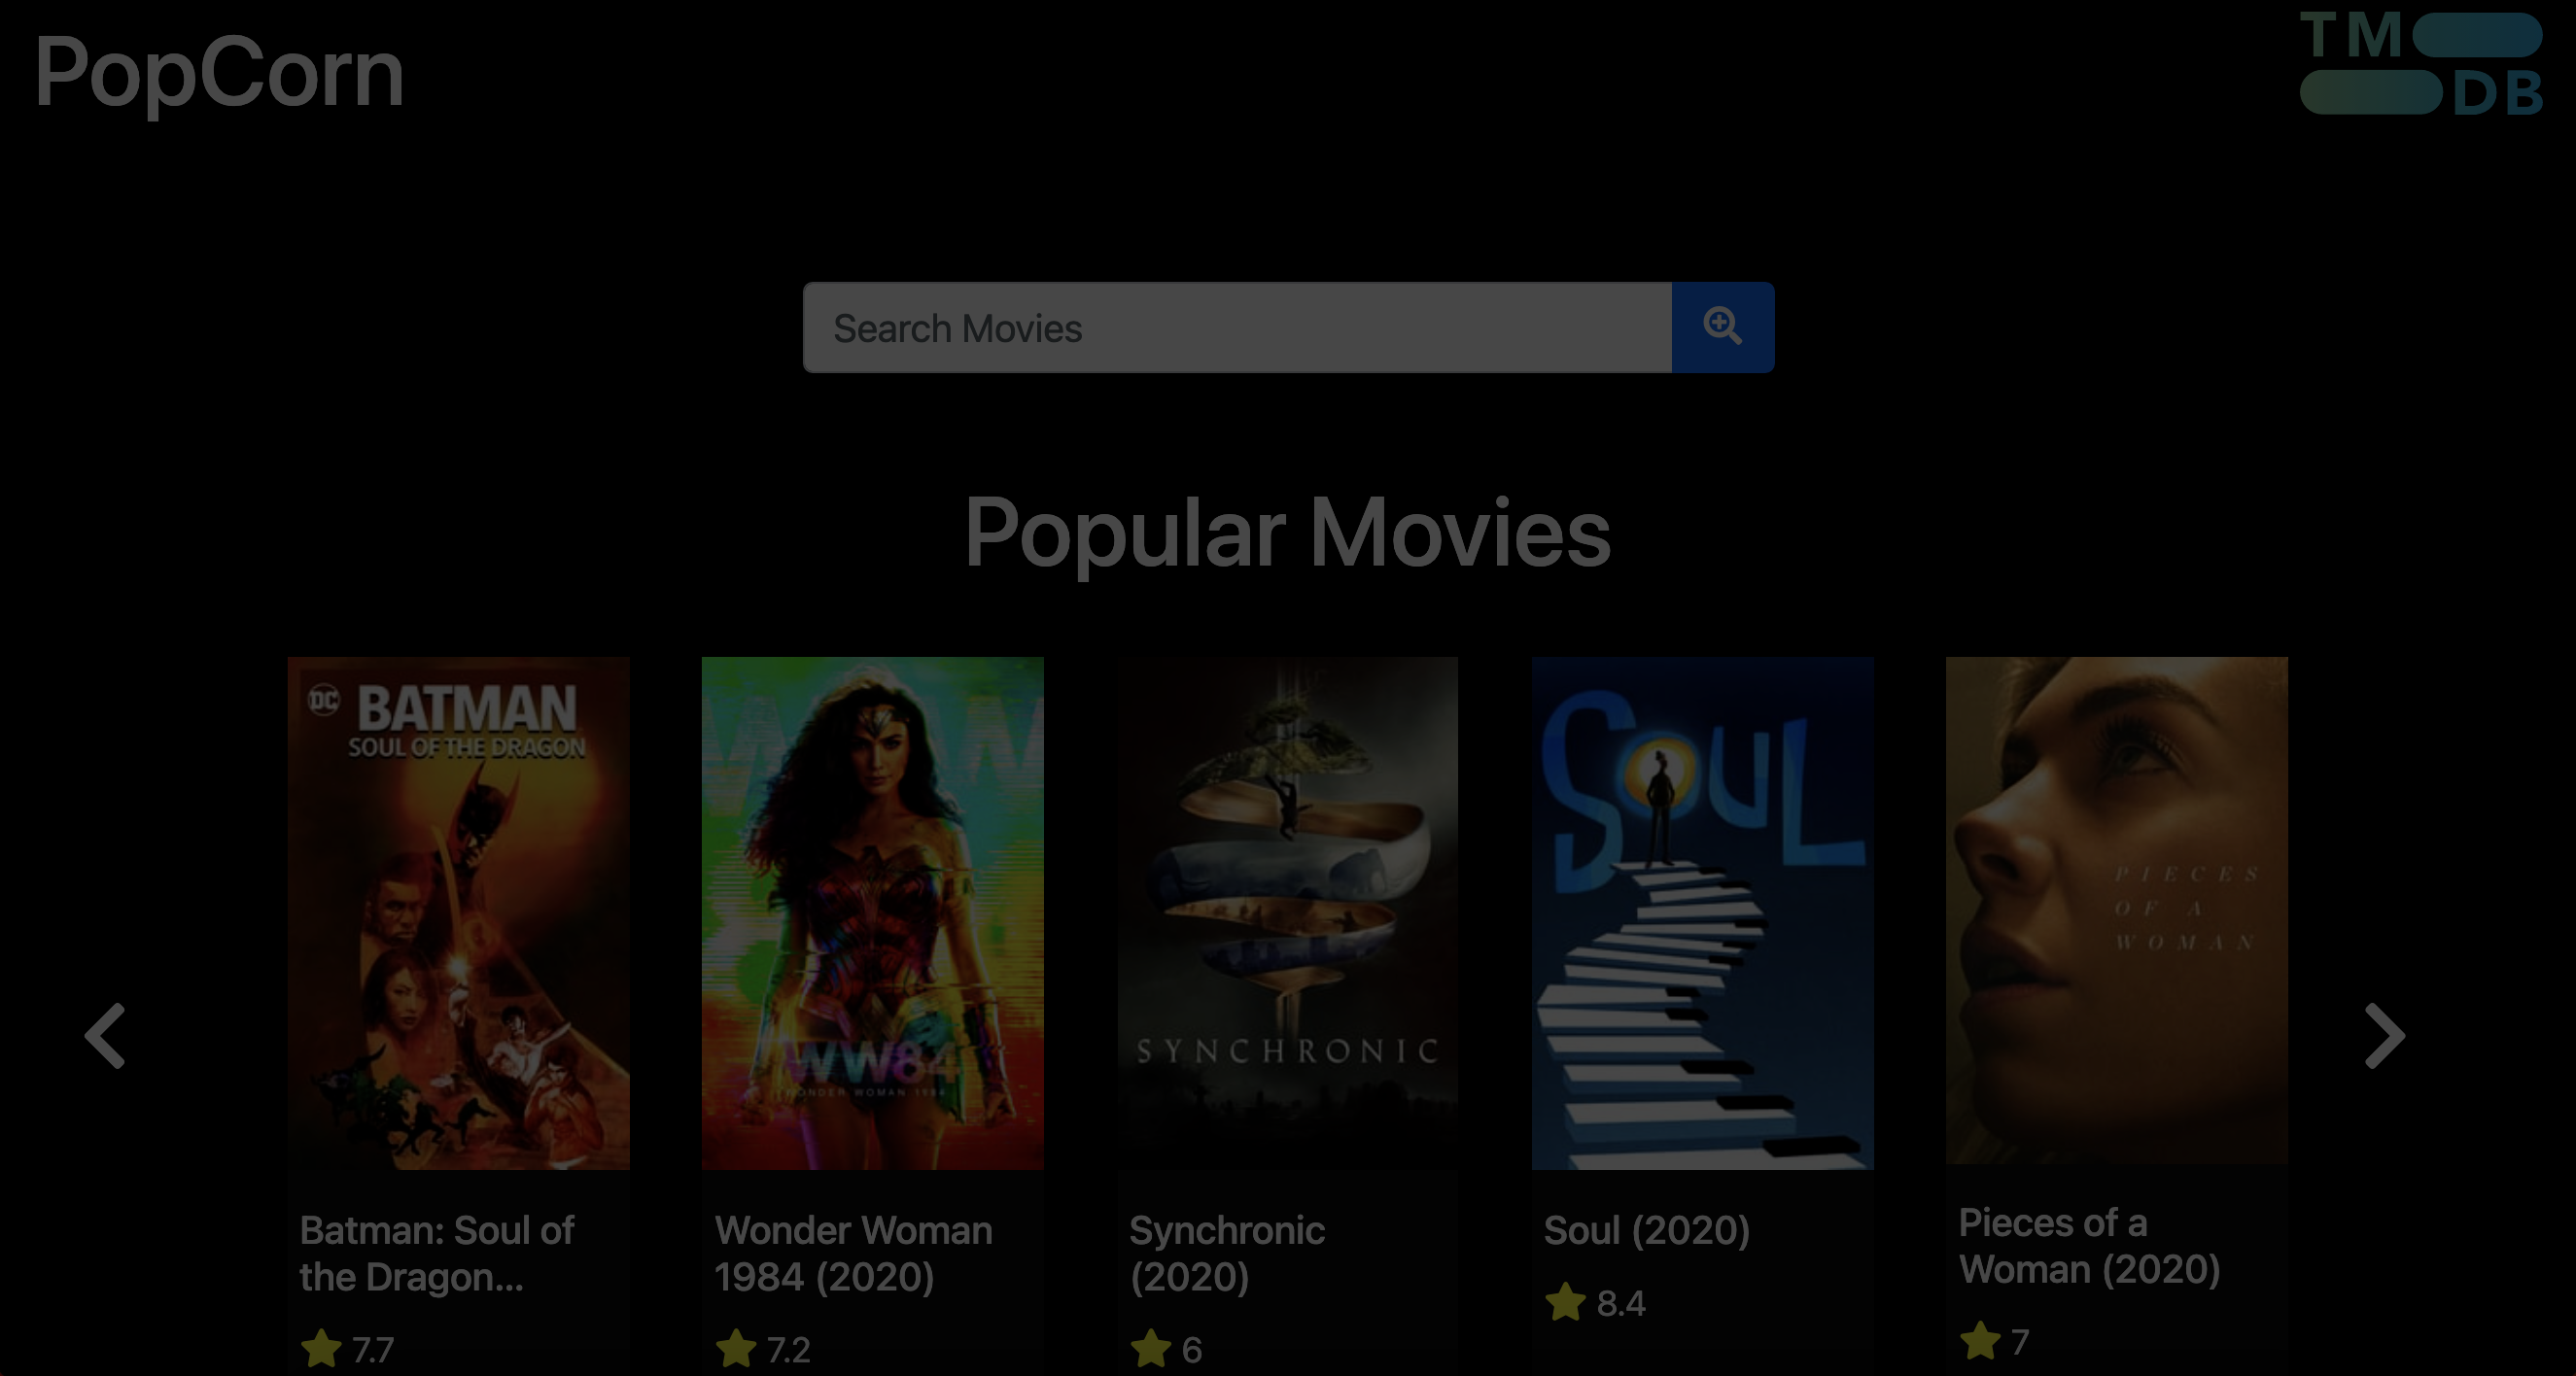 PopCorn
TM
DB
Search Movies
Popular Movies
DC
BATMAN
SOUL OF THE DRAGON
WW84
WONDER WOMAN 1984
SYNCHRONIC
SOUL
PIECES
OF A
WOMAN
Batman: Soul of
the Dragon...
7.7
Wonder Woman
1984 (2020)
7.2
Synchronic
(2020)
6
Soul (2020)
8.4
Pieces of a
Woman (2020)
7